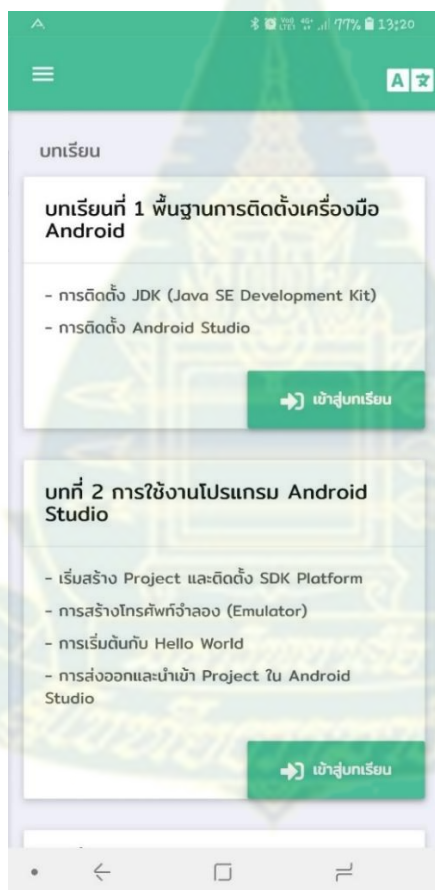 77% 13:20
A
บทเรียน
บทเรียนที่ 1 พื้นฐานการติดตั้งเครื่องมือ
Android
- การติดตั้ง JDK (Java SE Development Kit)
- การติดตั้ง Android Studio
เข้าสู่บทเรียน
บทที่ 2 การใช้งานโปรแกรม Android
Studio
- เริ่มสร้าง Project และติดตั้ง SDK Platform
- การสร้างโทรศัพท์จำลอง (Emulator)
- การเริ่มต้นกับ Hello World
- การส่งออกและนำเข้า Project ใน Android
Studio
เข้าสู่บทเรียน